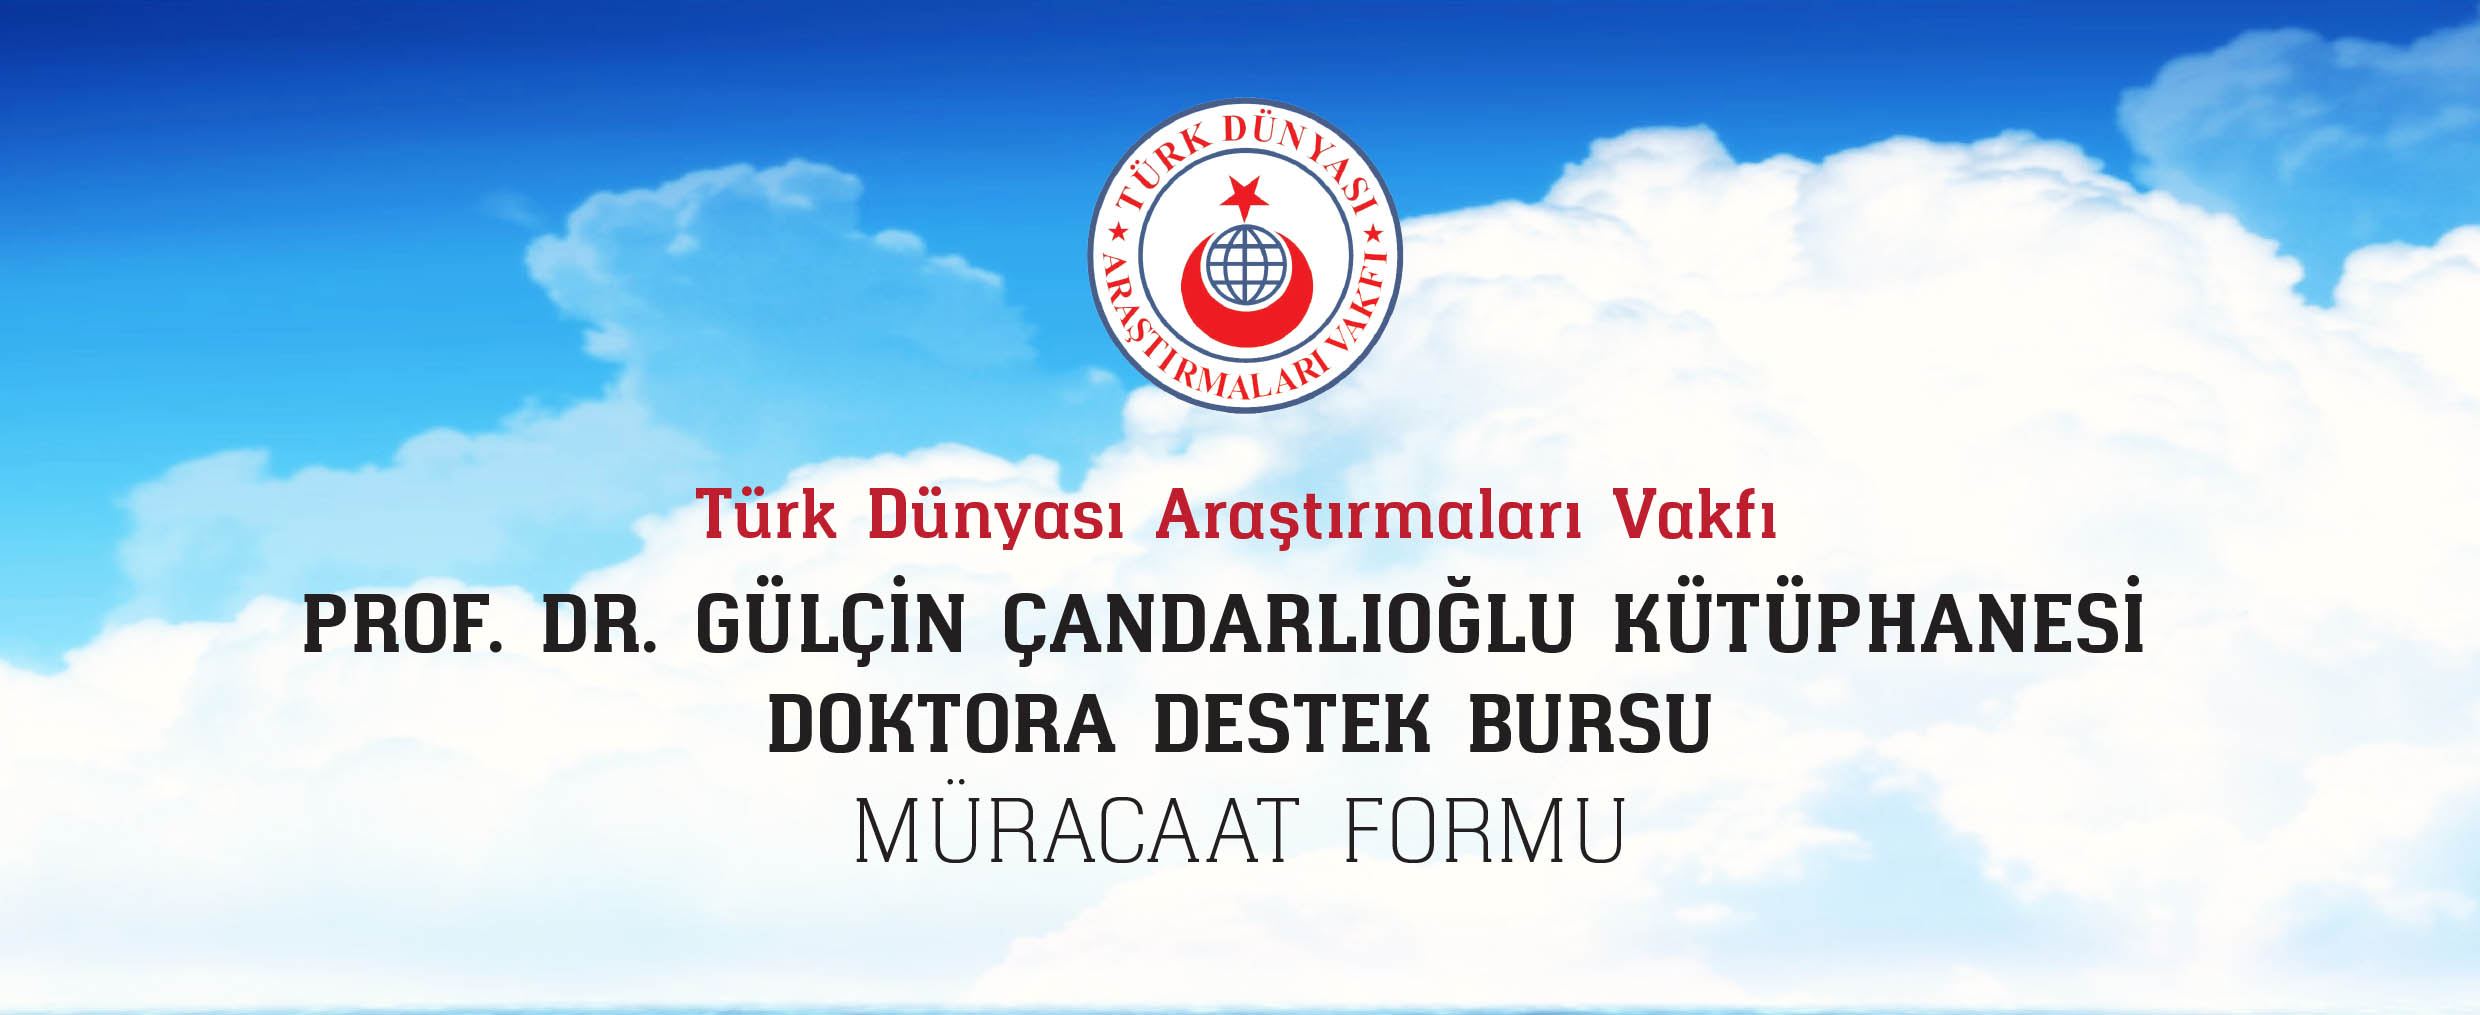 ★ TÜRK DÜNYASI ★
ARAŞTIRMALARI VAKFI
Türk Dünyası Araştırmaları Vakfı
PROF. DR. GÜLÇİN ÇANDARLIOĞLU KÜTÜPHANESİ
DOKTORA DESTEK BURSU
MÜRACAAT FORMU